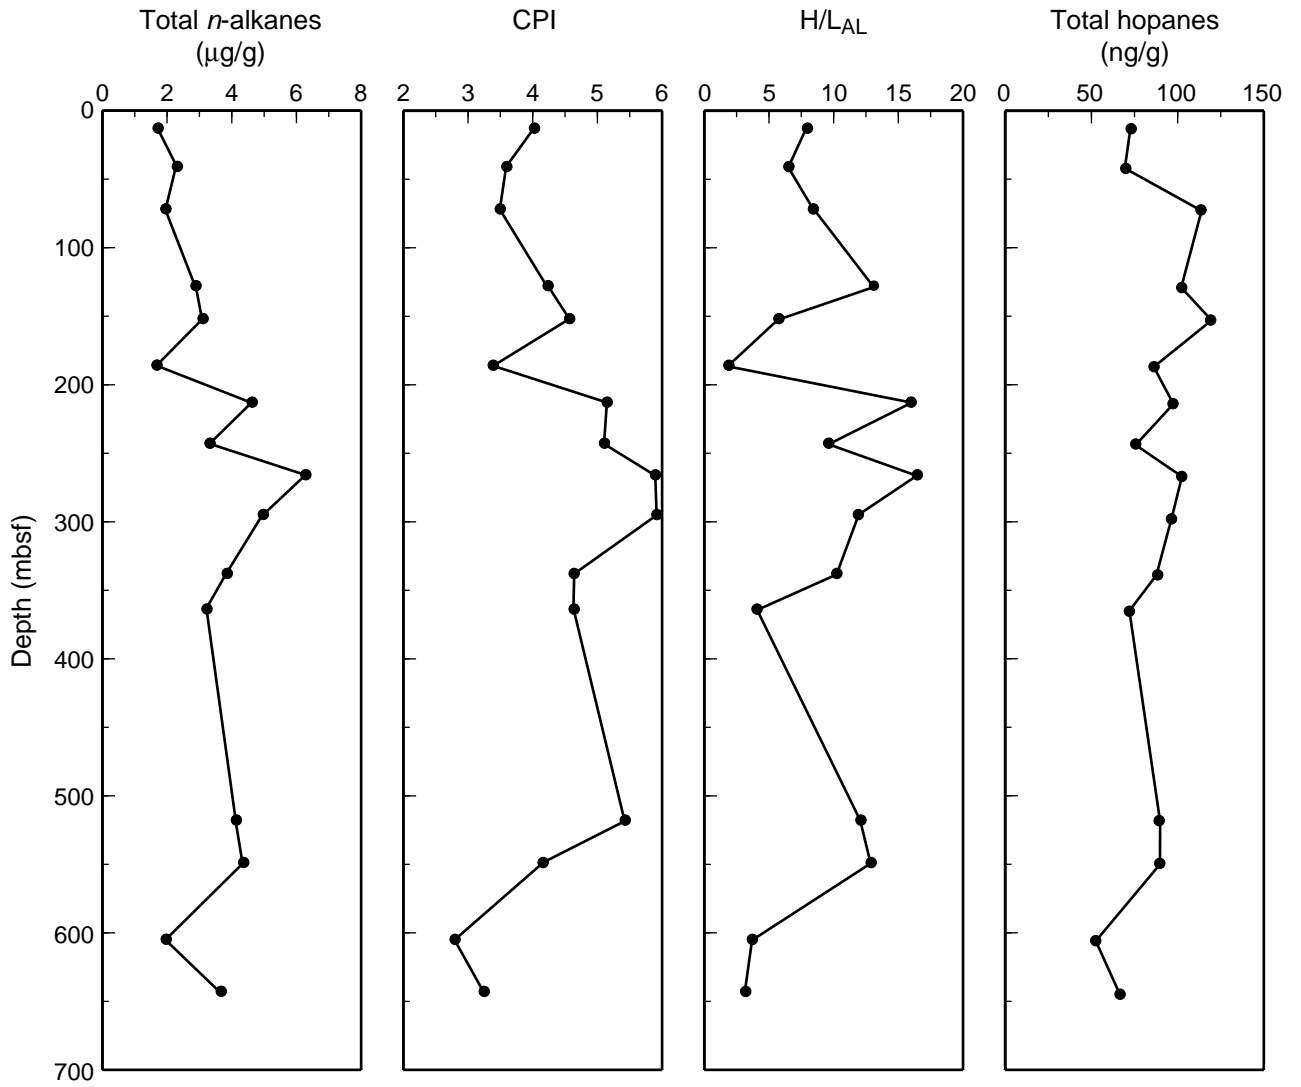 Total n-alkanes
(μg/g)
CPI
H/LAL
Total hopanes
(ng/g)
0 2 4 6 8
2 3 4 5 6
0 5 10 15 20
0 50 100 150
0
100
200
300
400
500
600
700
Depth (mbsf)